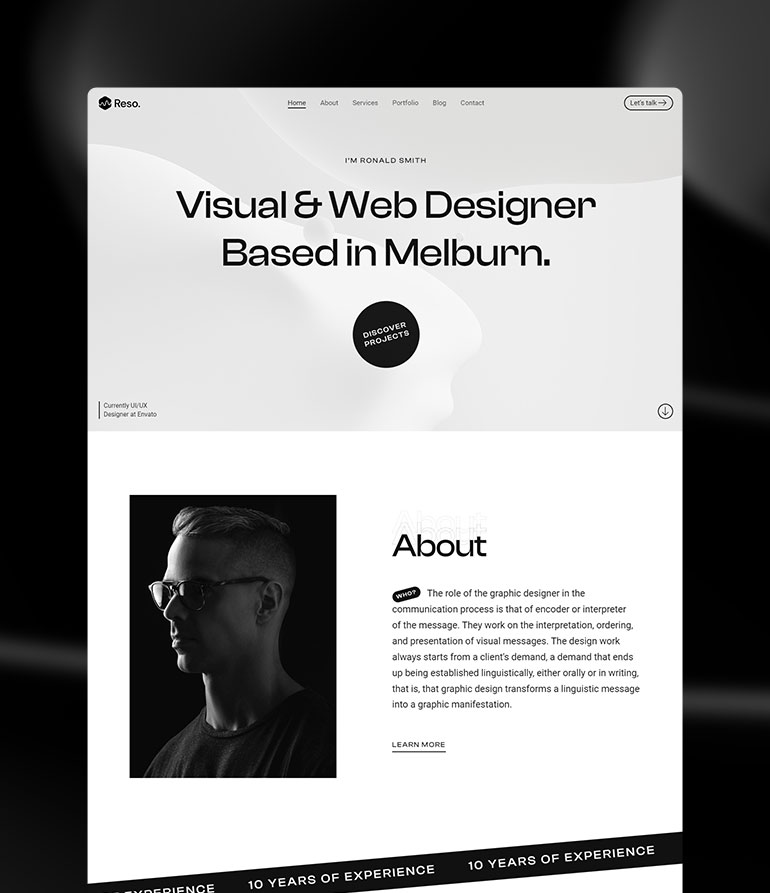 Reso.
Home About Services Portfolio Blog Contact
Let's talk
I'M RONALD SMITH
Visual & Web Designer
Based in Melburn.
DISCOVER
PROJECTS
Currently UI/UX
Designer at Envato
About
About
WHO?
The role of the graphic designer in the
communication process is that of encoder or interpreter
of the message. They work on the interpretation, ordering,
and presentation of visual messages. The design work
always starts from a client's demand, a demand that ends
up being established linguistically, either orally or in writing,
that is, that graphic design transforms a linguistic message
into a graphic manifestation.
LEARN MORE
EXPERIENCE 10 YEARS OF EXPERIENCE 10 YEARS OF EXPERIENCE